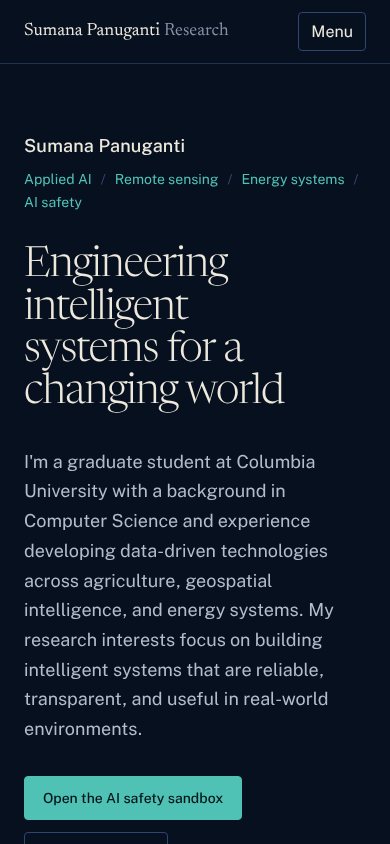 Sumana Panuganti Research
Menu
Sumana Panuganti
Applied AI / Remote sensing / Energy systems /
AI safety
Engineering
intelligent
systems for a
changing world
I'm a graduate student at Columbia
University with a background in
Computer Science and experience
developing data-driven technologies
across agriculture, geospatial
intelligence, and energy systems. My
research interests focus on building
intelligent systems that are reliable,
transparent, and useful in real-world
environments.
Open the AI safety sandbox